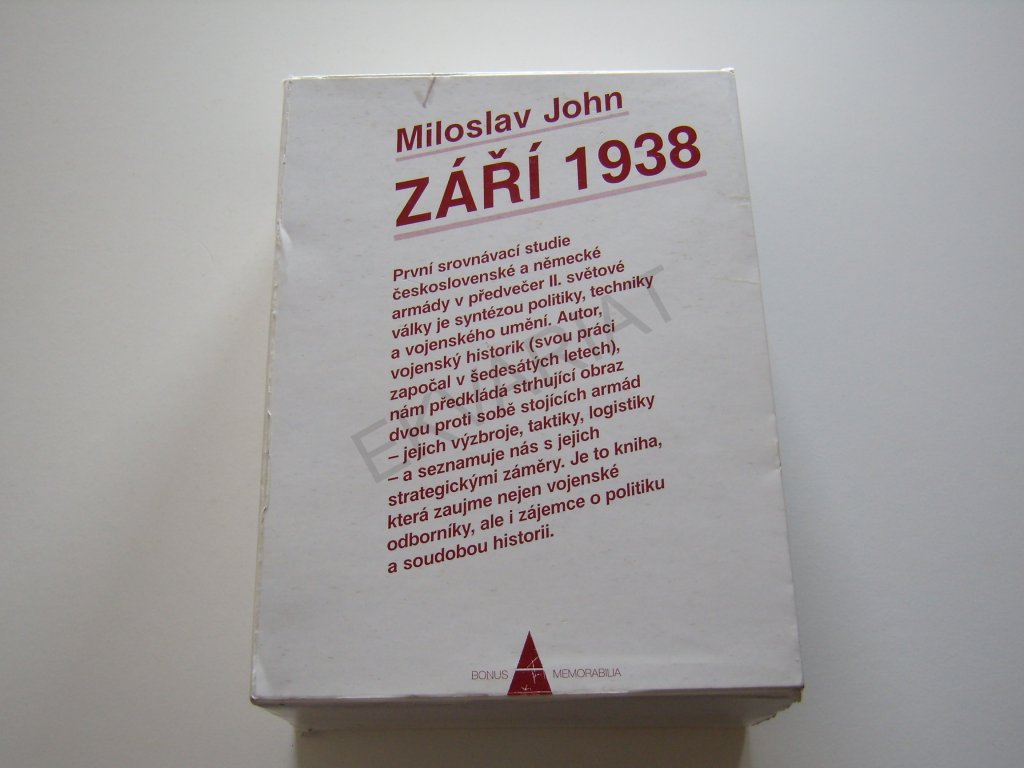 Miloslav John
ZÁŘÍ 1938
První srovnávací studie
československé a německé
armády v předvečer II. světové
války je syntézou politiky, techniky
a vojenského umění. Autor,
vojenský historik (svou práci
započal v šedesátých letech),
nám předkládá strhující obraz
dvou proti sobě stojících armád
– jejich výzbroje, taktiky, logistiky
– a seznamuje nás s jejich
strategickými záměry. Je to kniha,
která zaujme nejen vojenské
odborníky, ale i zájemce o politiku
a soudobou historii.
EKVARIAT
BONUS MEMORABILIA